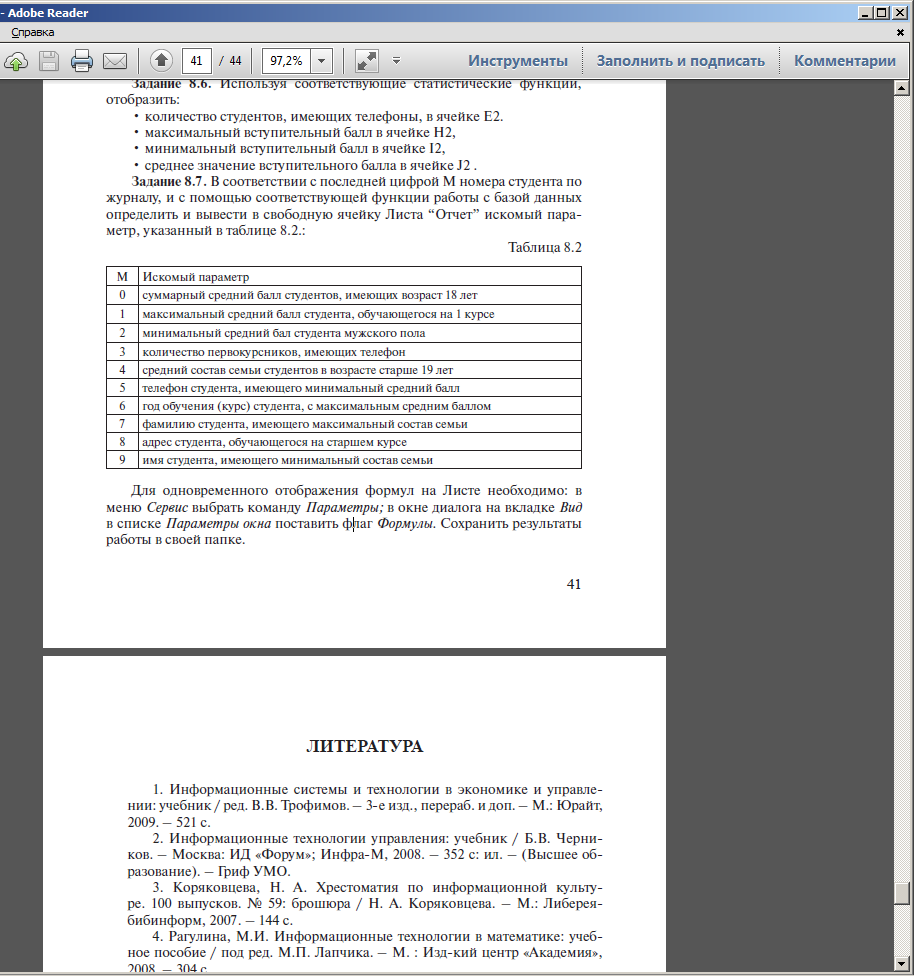 - Adobe Reader
Справка
41 / 44 97,2% Инструменты Заполнить и подписать Комментарии
Задание 8.6. Используя соответствующие статистические функции,
отобразить:
• количество студентов, имеющих телефоны, в ячейке E2.
• максимальный вступительный балл в ячейке H2,
• минимальный вступительный балл в ячейке I2,
• среднее значение вступительного балла в ячейке J2 .
Задание 8.7. В соответствии с последней цифрой М номера студента по
журналу, и с помощью соответствующей функции работы с базой данных
определить и вывести в свободную ячейку Листа “Отчет” искомый пара-
метр, указанный в таблице 8.2.:
Таблица 8.2
М Искомый параметр
0 суммарный средний балл студентов, имеющих возраст 18 лет
1 максимальный средний балл студента, обучающегося на 1 курсе
2 минимальный средний бал студента мужского пола
3 количество первокурсников, имеющих телефон
4 средний состав семьи студентов в возрасте старше 19 лет
5 телефон студента, имеющего минимальный средний балл
6 год обучения (курс) студента, с максимальным средним баллом
7 фамилию студента, имеющего максимальный состав семьи
8 адрес студента, обучающегося на старшем курсе
9 имя студента, имеющего минимальный состав семьи
Для одновременного отображения формул на Листе необходимо: в
меню Сервис выбрать команду Параметры; в окне диалога на вкладке Вид
в списке Параметры окна поставить флаг Формулы. Сохранить результаты
работы в своей папке.
41
ЛИТЕРАТУРА
1. Информационные системы и технологии в экономике и управле-
нии: учебник / ред. В.В. Трофимов. – 3-е изд., перераб. и доп. – М.: Юрайт,
2009. – 521 с.
2. Информационные технологии управления: учебник / Б.В. Черни-
ков. – Москва: ИД «Форум»; Инфра-М, 2008. – 352 с: ил. – (Высшее об-
разование). – Гриф УМО.
3. Коряковцева, Н. А. Хрестоматия по информационной культу-
ре. 100 выпусков. № 59: брошюра / Н. А. Коряковцева. – М.: Либерея-
бибинформ, 2007. – 144 с.
4. Рагулина, М.И. Информационные технологии в математике: учеб-
ное пособие / под ред. М.П. Лапчика. – М. : Изд-кий центр «Академия»,
2008. – 304 с.